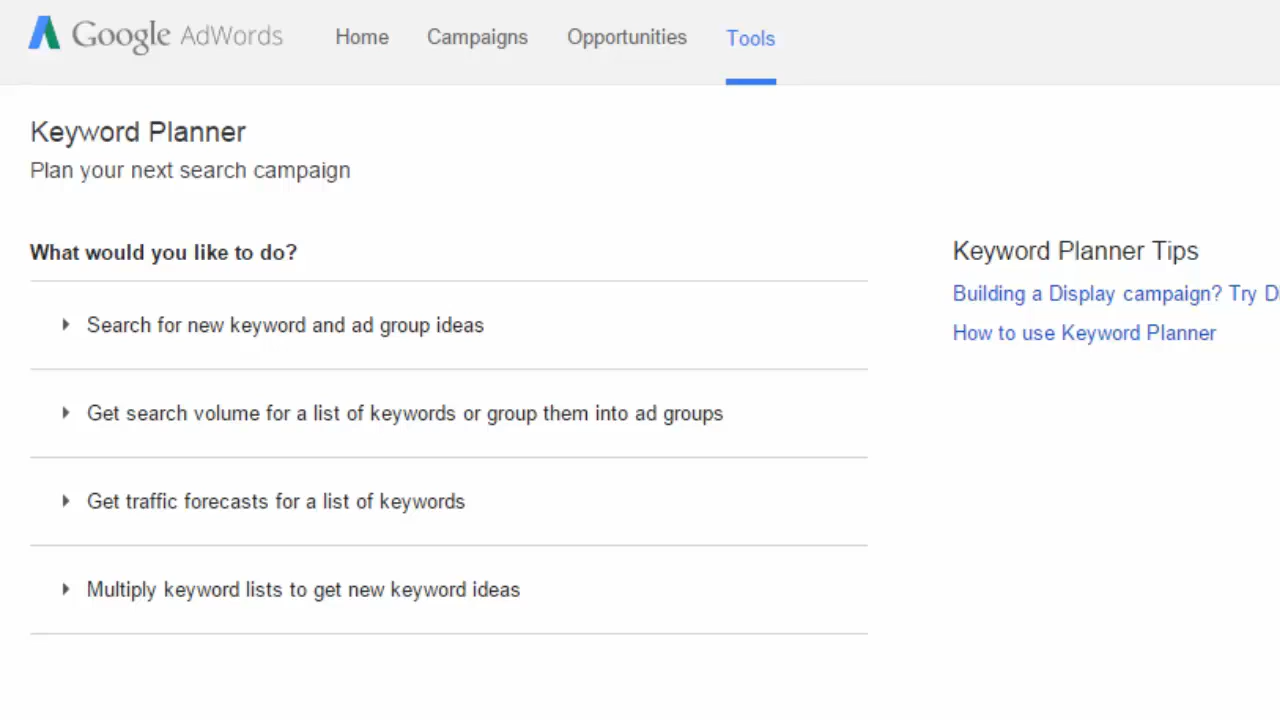 Google AdWords Home Campaigns Opportunities Tools
Keyword Planner
Plan your next search campaign
What would you like to do?
Search for new keyword and ad group ideas
Get search volume for a list of keywords or group them into ad groups
Get traffic forecasts for a list of keywords
Multiply keyword lists to get new keyword ideas
Keyword Planner Tips
Building a Display campaign? Try
How to use Keyword Planner